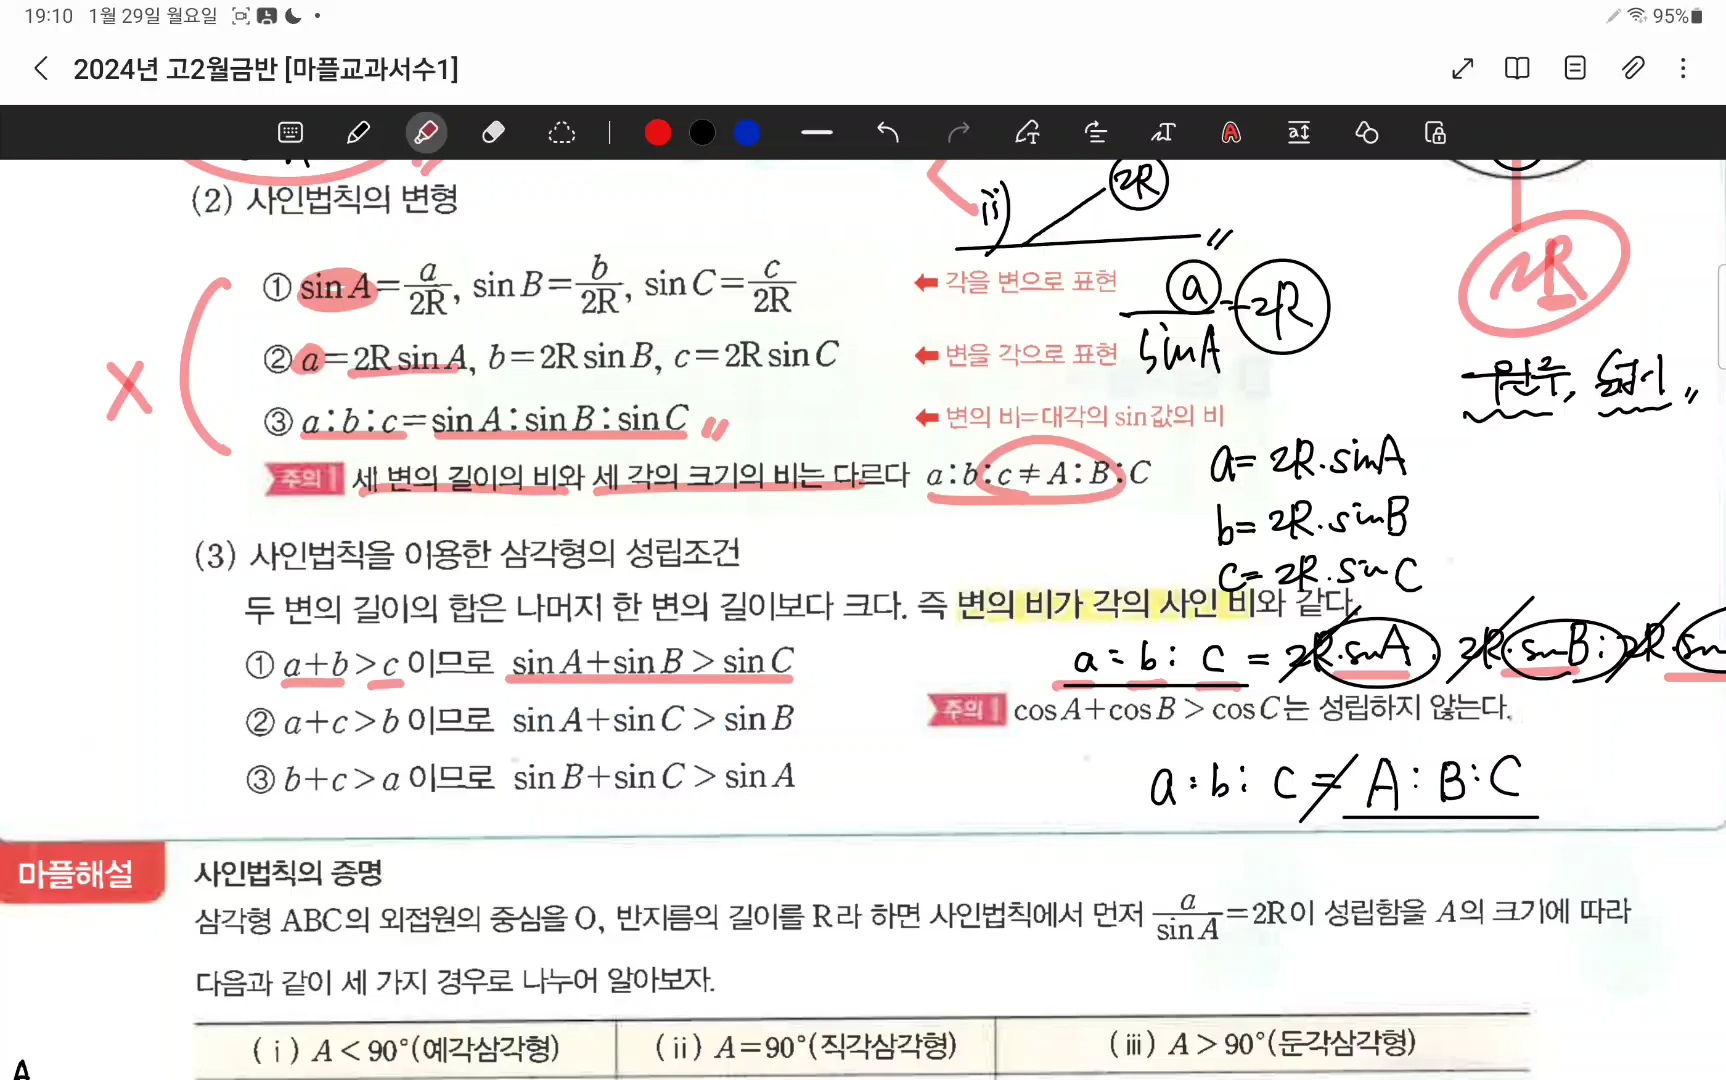 19:10 1월 29일 월요일
95%
2024년 고2월금반 [마플교과서수1]
(2) 사인법칙의 변형
ii)
2R
① sin A = a/2R, sin B = b/2R, sin C = c/2R
← 각을 변으로 표현
a/sinA = 2R
2R
② a = 2R sin A, b = 2R sin B, c = 2R sin C
← 변을 각으로 표현
원주,
X
③ a : b : c = sin A : sin B : sin C
← 변의 비=대각의 sin값의 비
주의 세 변의 길이의 비와 세 각의 크기의 비는 다르다 a : b : c ≠ A : B : C
a = 2R·sinA
b = 2R·sinB
c = 2R·sinC
(3) 사인법칙을 이용한 삼각형의 성립조건
두 변의 길이의 합은 나머지 한 변의 길이보다 크다. 즉 변의 비가 각의 사인 비와 같다.
① a+b > c 이므로 sin A + sin B > sin C
a : b : c = 2R·sinA : 2R·sinB : 2R·sin
② a+c > b 이므로 sin A + sin C > sin B
주의 cos A + cos B > cos C는 성립하지 않는다.
③ b+c > a 이므로 sin B + sin C > sin A
a : b : c ≠ A : B : C
마플해설
사인법칙의 증명
삼각형 ABC의 외접원의 중심을 O, 반지름의 길이를 R라 하면 사인법칙에서 먼저 a/sin A = 2R이 성립함을 A의 크기에 따라
다음과 같이 세 가지 경우로 나누어 알아보자.
(ⅰ) A < 90°(예각삼각형) (ⅱ) A = 90°(직각삼각형) (ⅲ) A > 90°(둔각삼각형)
A